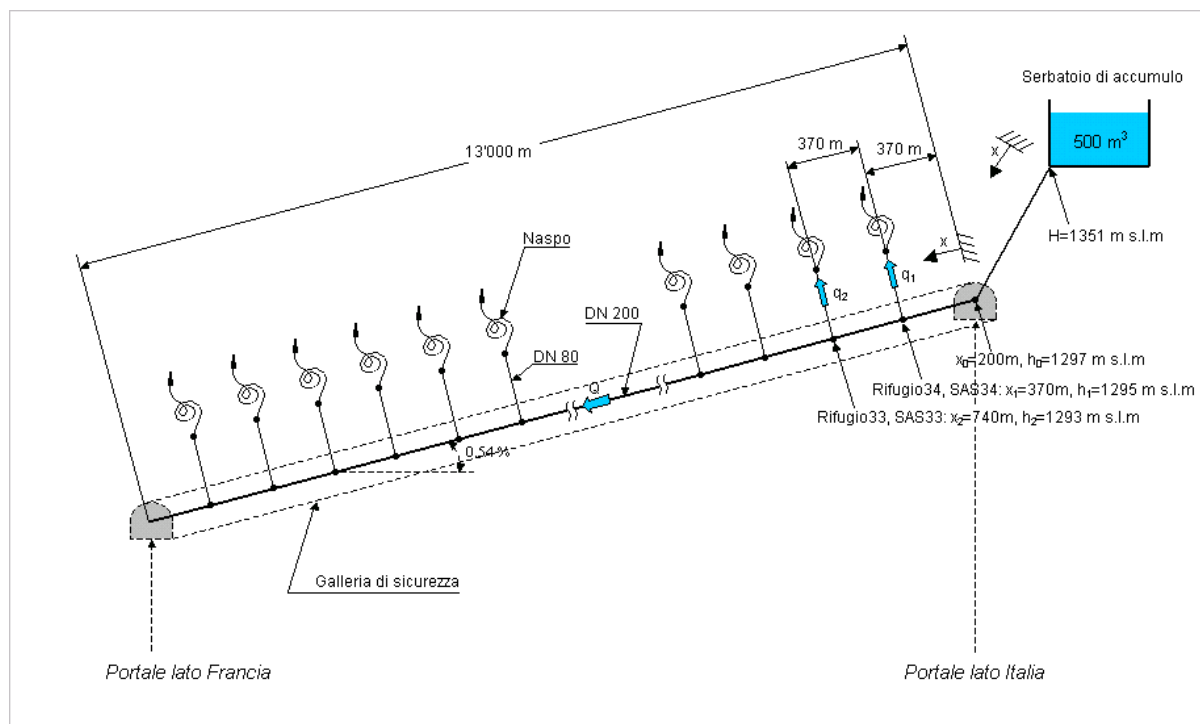 Serbatoio di accumulo
500 m³
x
H=1351 m s.l.m
370 m
370 m
13'000 m
Naspo
x
q₁
q₂
DN 200
DN 80
Q
x₀=200m, h₀=1297 m s.l.m
Rifugio34, SAS34: x₁=370m, h₁=1295 m s.l.m
Rifugio33, SAS33: x₂=740m, h₂=1293 m s.l.m
0.54 %
Galleria di sicurezza
Portale lato Francia
Portale lato Italia